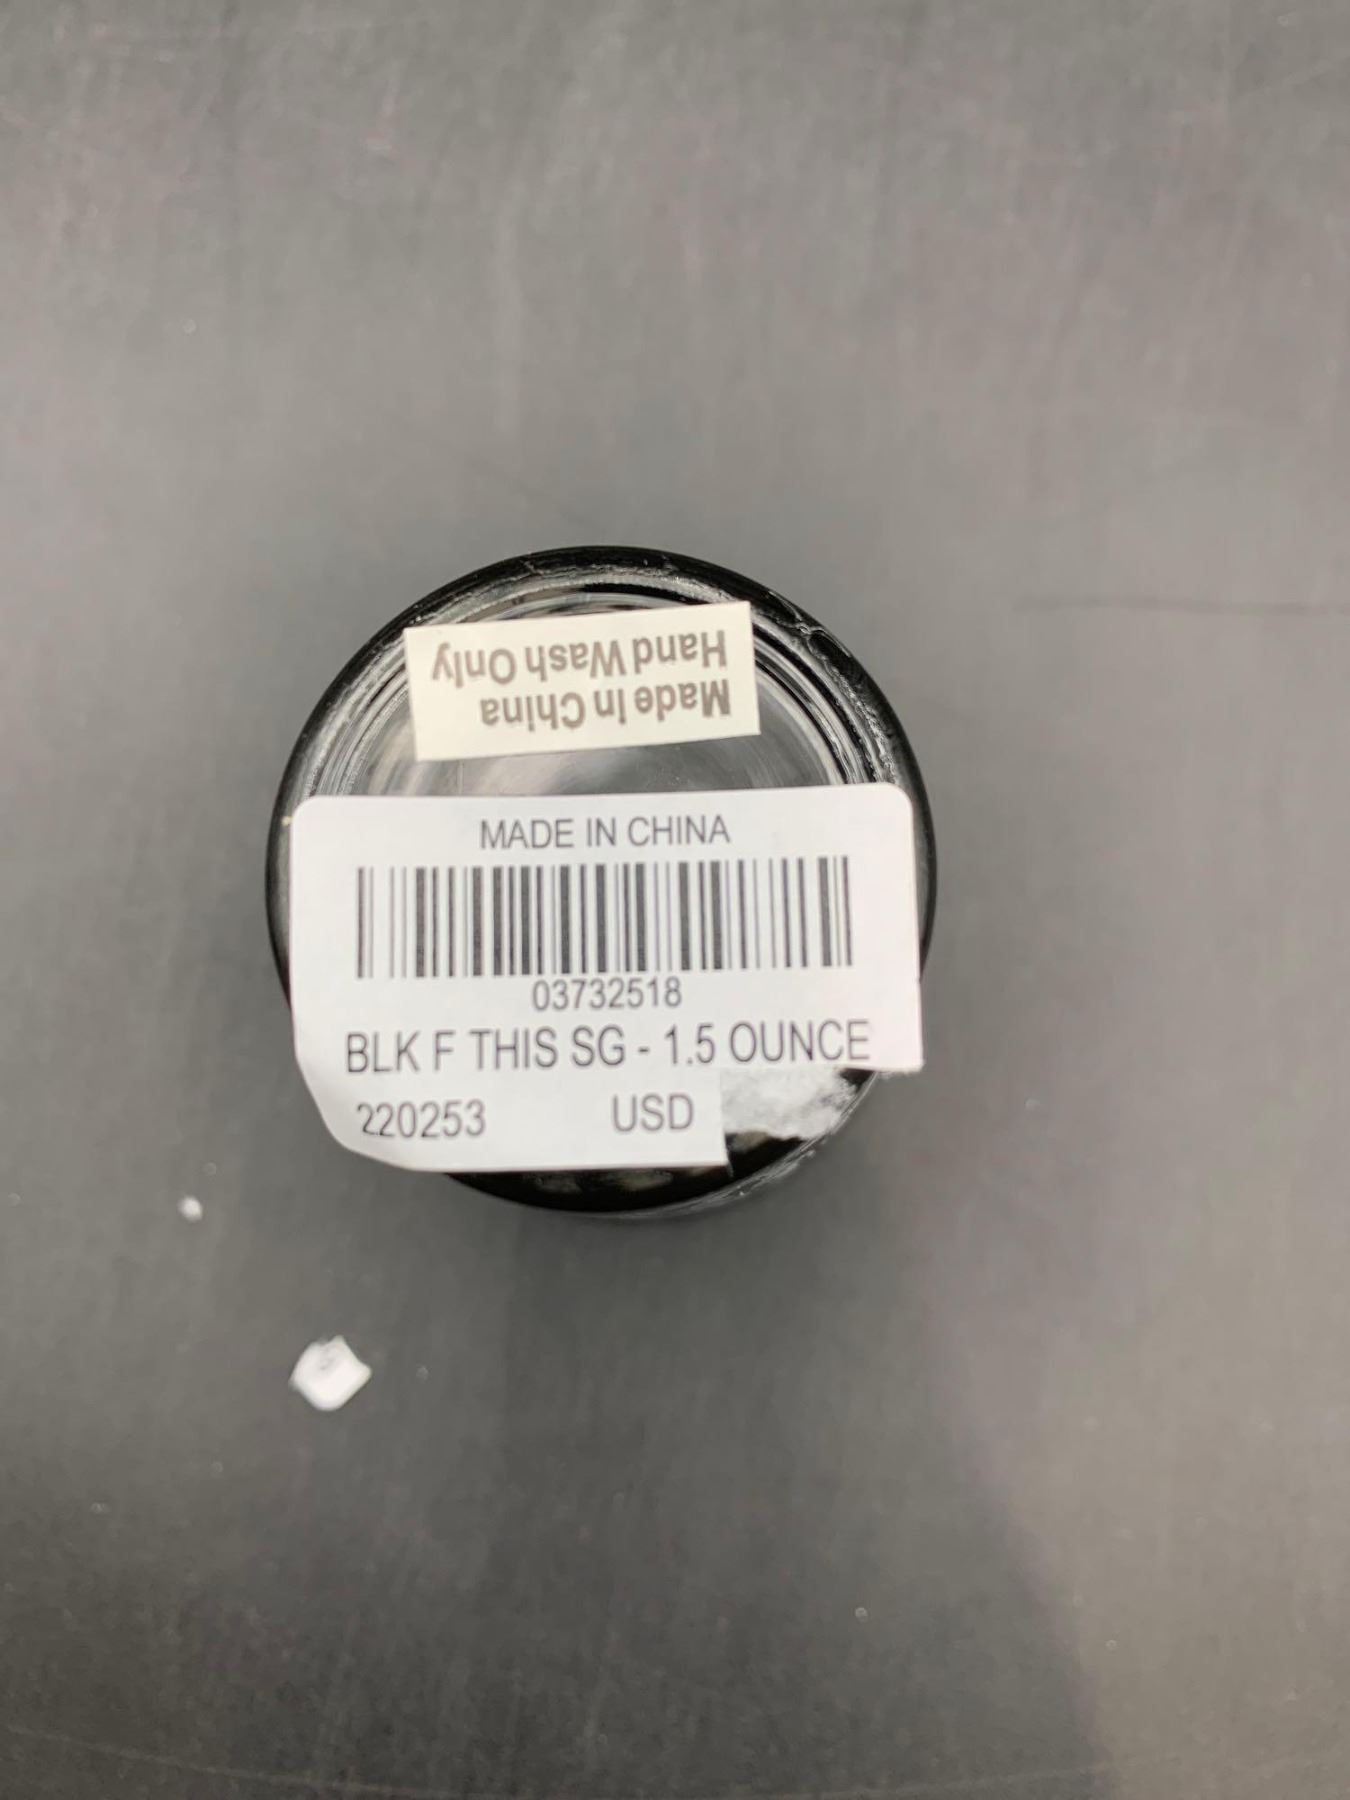 Made In China
Hand Wash Only
MADE IN CHINA
03732518
BLK F THIS SG - 1.5 OUNCE
220253 USD